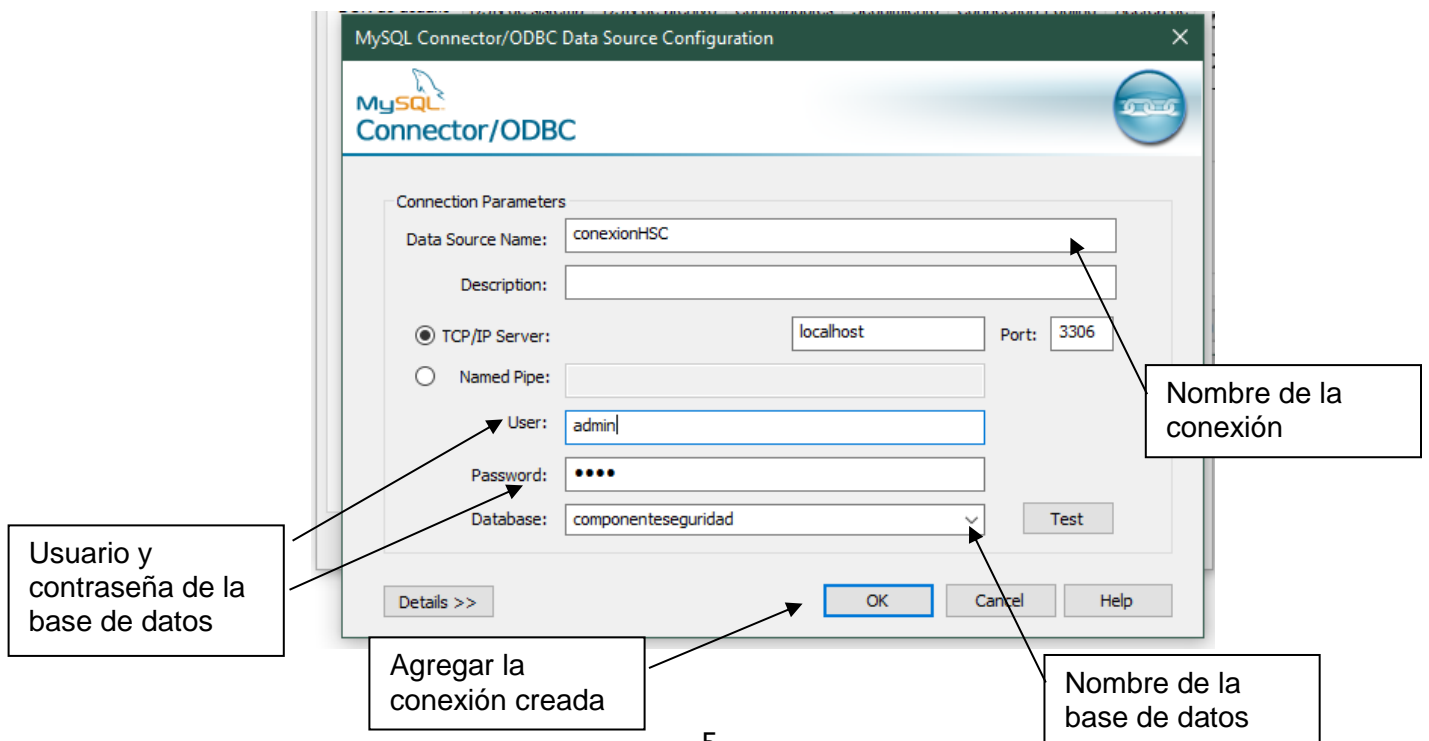 MySQL Connector/ODBC Data Source Configuration
MySQL
Connector/ODBC
Connection Parameters
Data Source Name: conexionHSC
Description:
TCP/IP Server: localhost Port: 3306
Named Pipe:
User: admin
Password: ••••
Database: componenteseguridad Test
Details >> OK Cancel Help
Nombre de la
conexión
Usuario y
contraseña de la
base de datos
Agregar la
conexión creada
Nombre de la
base de datos